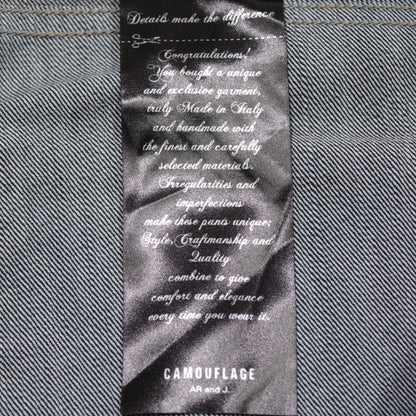 Details make the difference
Congratulations!
You bought a unique
and exclusive garment,
truly Made in Italy
and handmade with
the finest and carefully
selected materials.
Irregularities and
imperfections
make these pants unique:
Style, Craftmanship and
Quality
combine to give
comfort and elegance
every time you wear it.
CAMOUFLAGE
AR and J.